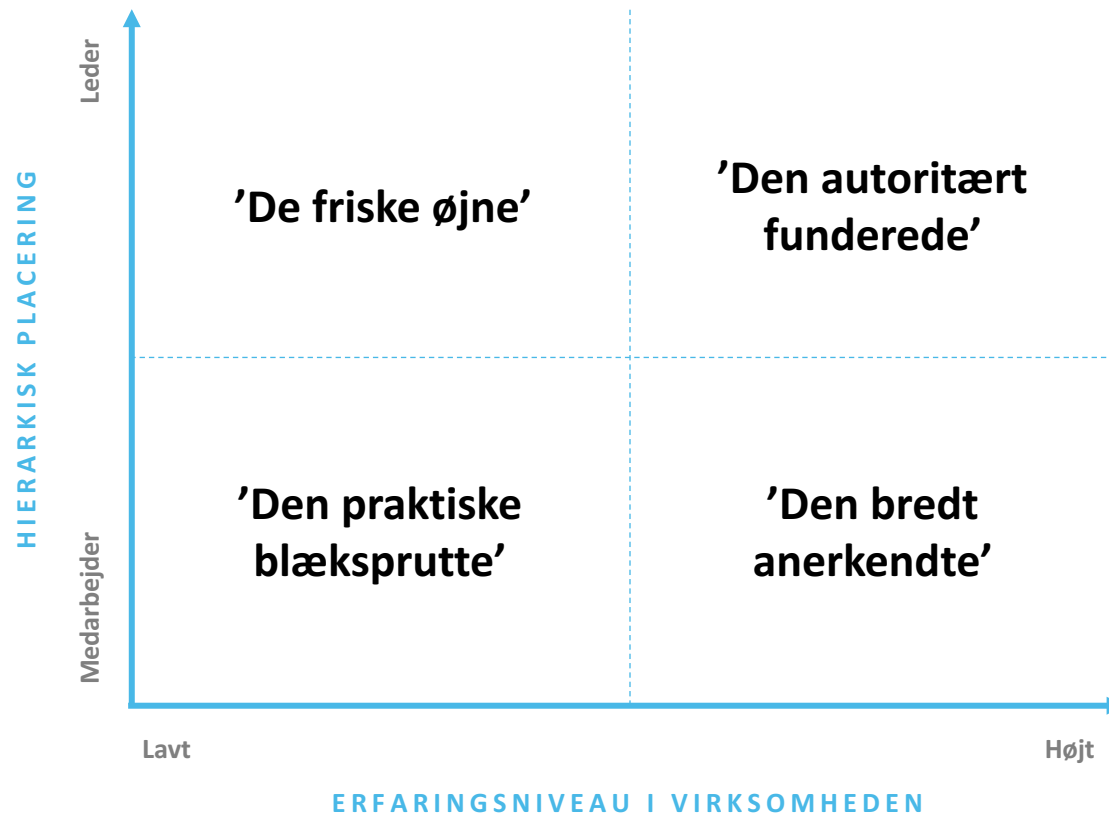 Leder
HIERARKISK PLACERING
Medarbejder
’De friske øjne’
’Den autoritært
funderede’
’Den praktiske
blæksprutte’
’Den bredt
anerkendte’
Lavt
Højt
ERFARINGSNIVEAU I VIRKSOMHEDEN